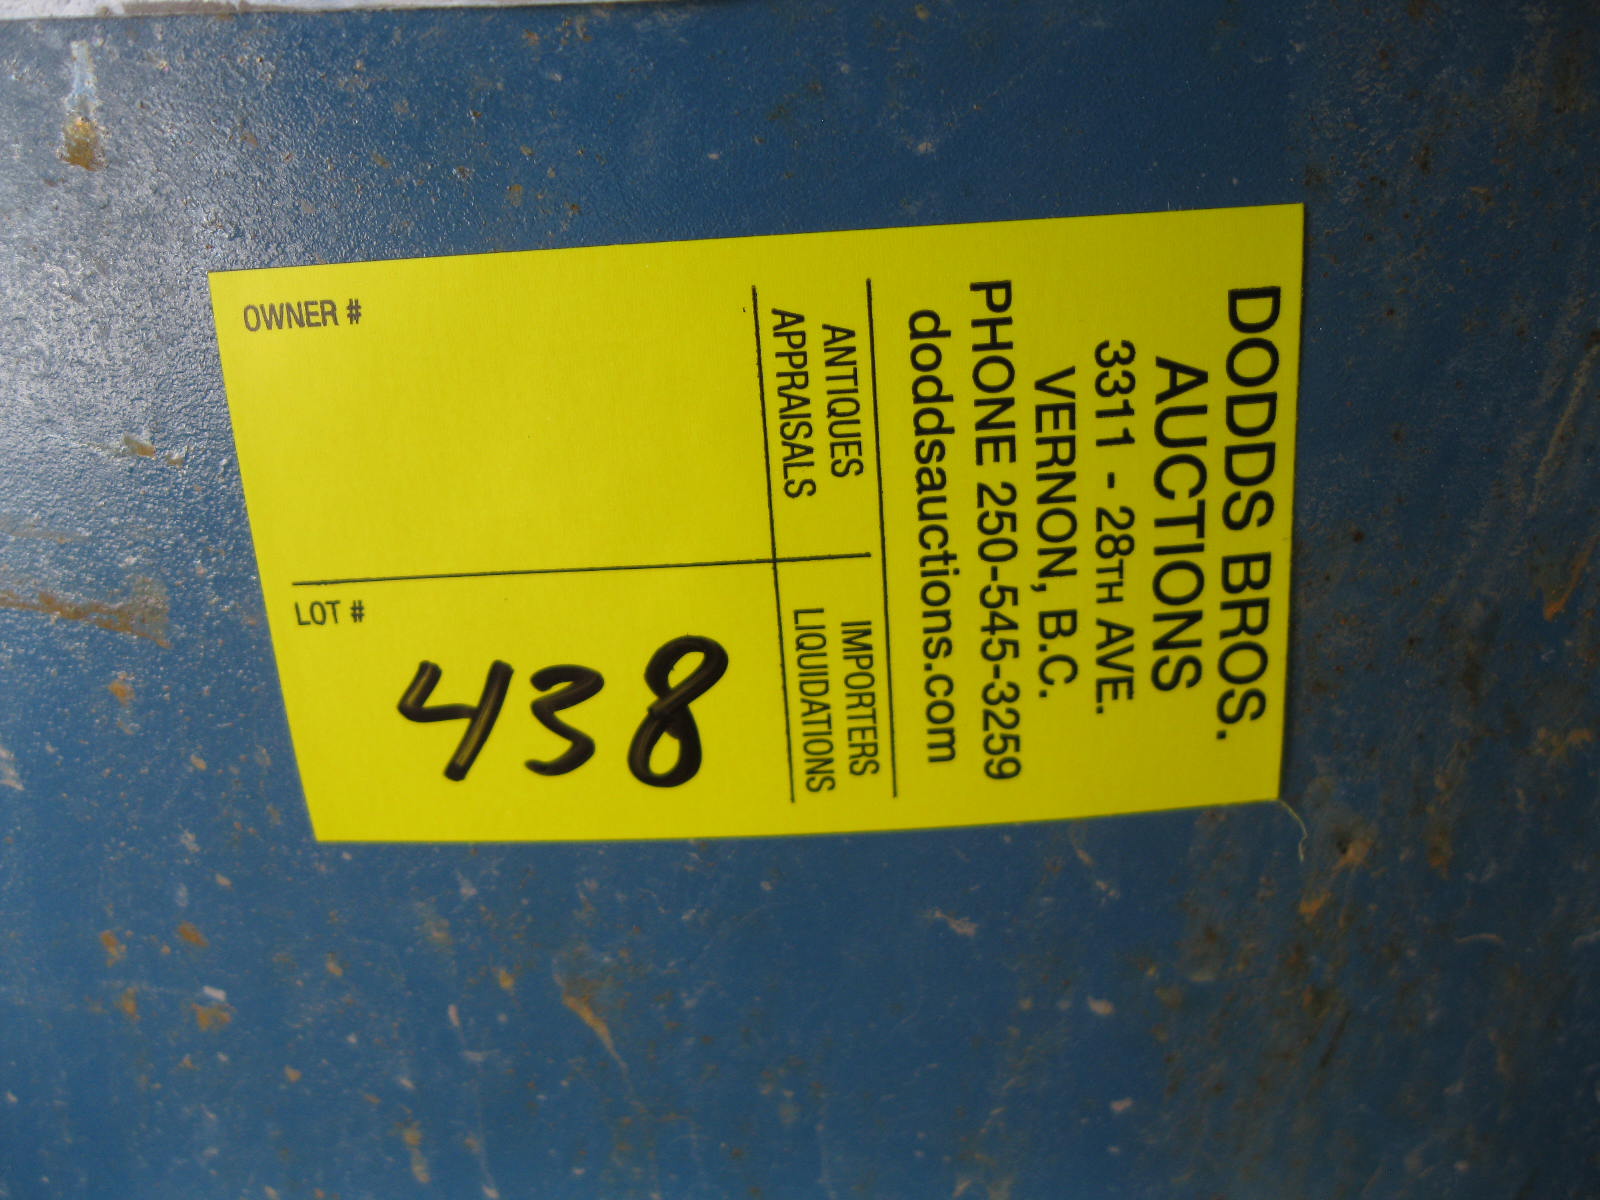 DODDS BROS.
AUCTIONS
3311 - 28TH AVE.
VERNON, B.C.
PHONE 250-545-3259
doddsauctions.com
ANTIQUES
APPRAISALS
IMPORTERS
LIQUIDATIONS
OWNER #
LOT #
438